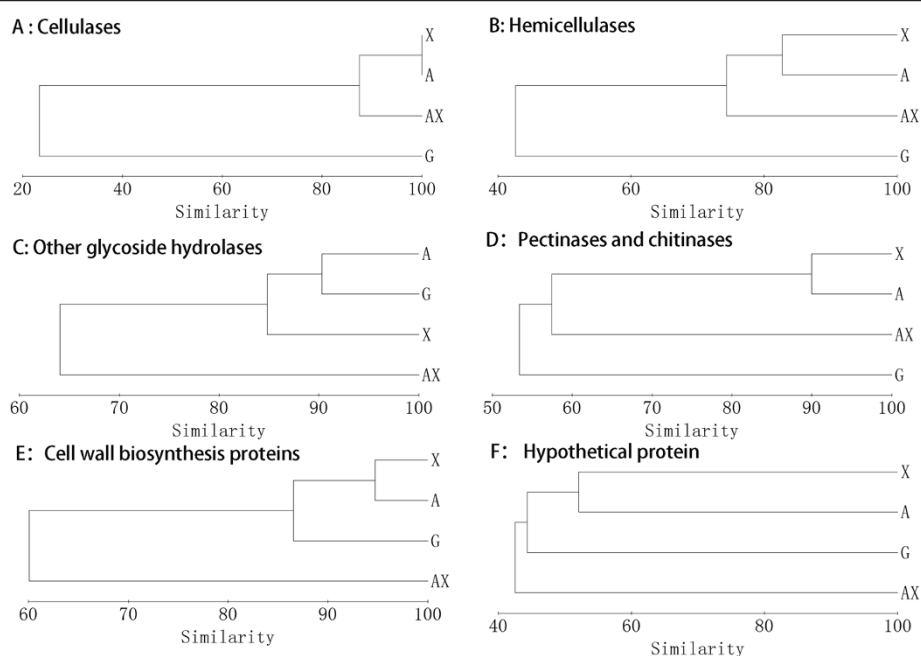 A : Cellulases
X
A
AX
G
20 40 60 80 100
Similarity
B: Hemicellulases
X
A
AX
G
40 60 80 100
Similarity
C: Other glycoside hydrolases
A
G
X
AX
60 70 80 90 100
Similarity
D: Pectinases and chitinases
X
A
AX
G
50 60 70 80 90 100
Similarity
E: Cell wall biosynthesis proteins
X
A
G
AX
60 70 80 90 100
Similarity
F: Hypothetical protein
X
A
G
AX
40 60 80 100
Similarity